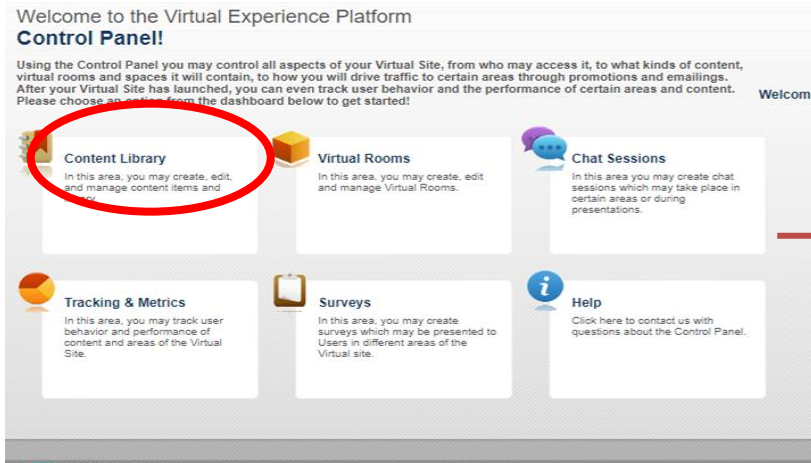 Welcome to the Virtual Experience Platform
Control Panel!
Using the Control Panel you may control all aspects of your Virtual Site, from who may access it, to what kinds of content,
virtual rooms and spaces it will contain, to how you will drive traffic to certain areas through promotions and emailings.
After your Virtual Site has launched, you can even track user behavior and the performance of certain areas and content.
Please choose an option from the dashboard below to get started!
Welcom
Content Library
In this area, you may create, edit,
and manage content items and
Virtual Rooms
In this area, you may create, edit
and manage Virtual Rooms.
Chat Sessions
In this area you may create chat
sessions which may take place in
certain areas or during
presentations.
Tracking & Metrics
In this area, you may track user
behavior and performance of
content and areas of the Virtual
Site.
Surveys
In this area, you may create
surveys which may be presented to
Users in different areas of the
Virtual site.
Help
Click here to contact us with
questions about the Control Panel.